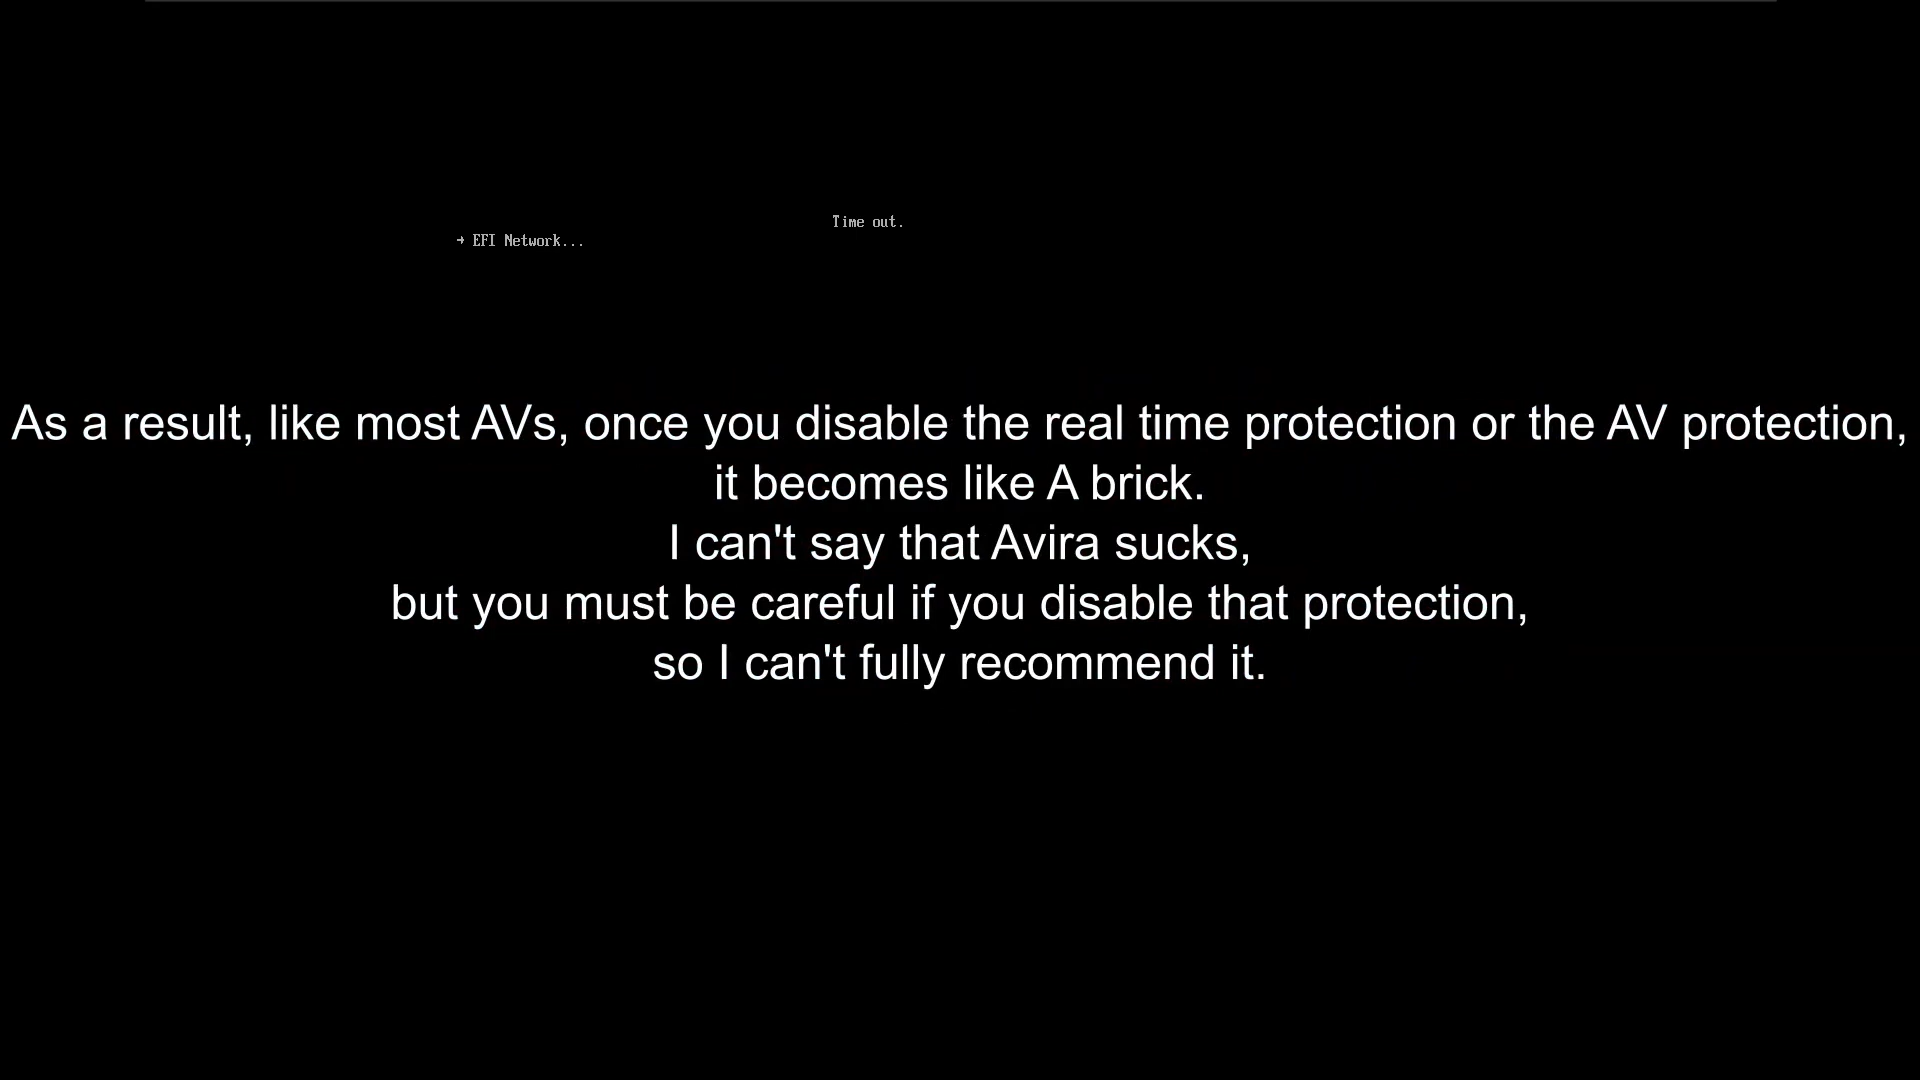 Time out.
→ EFI Network...
As a result, like most AVs, once you disable the real time protection or the AV protection,
it becomes like A brick.
I can't say that Avira sucks,
but you must be careful if you disable that protection,
so I can't fully recommend it.